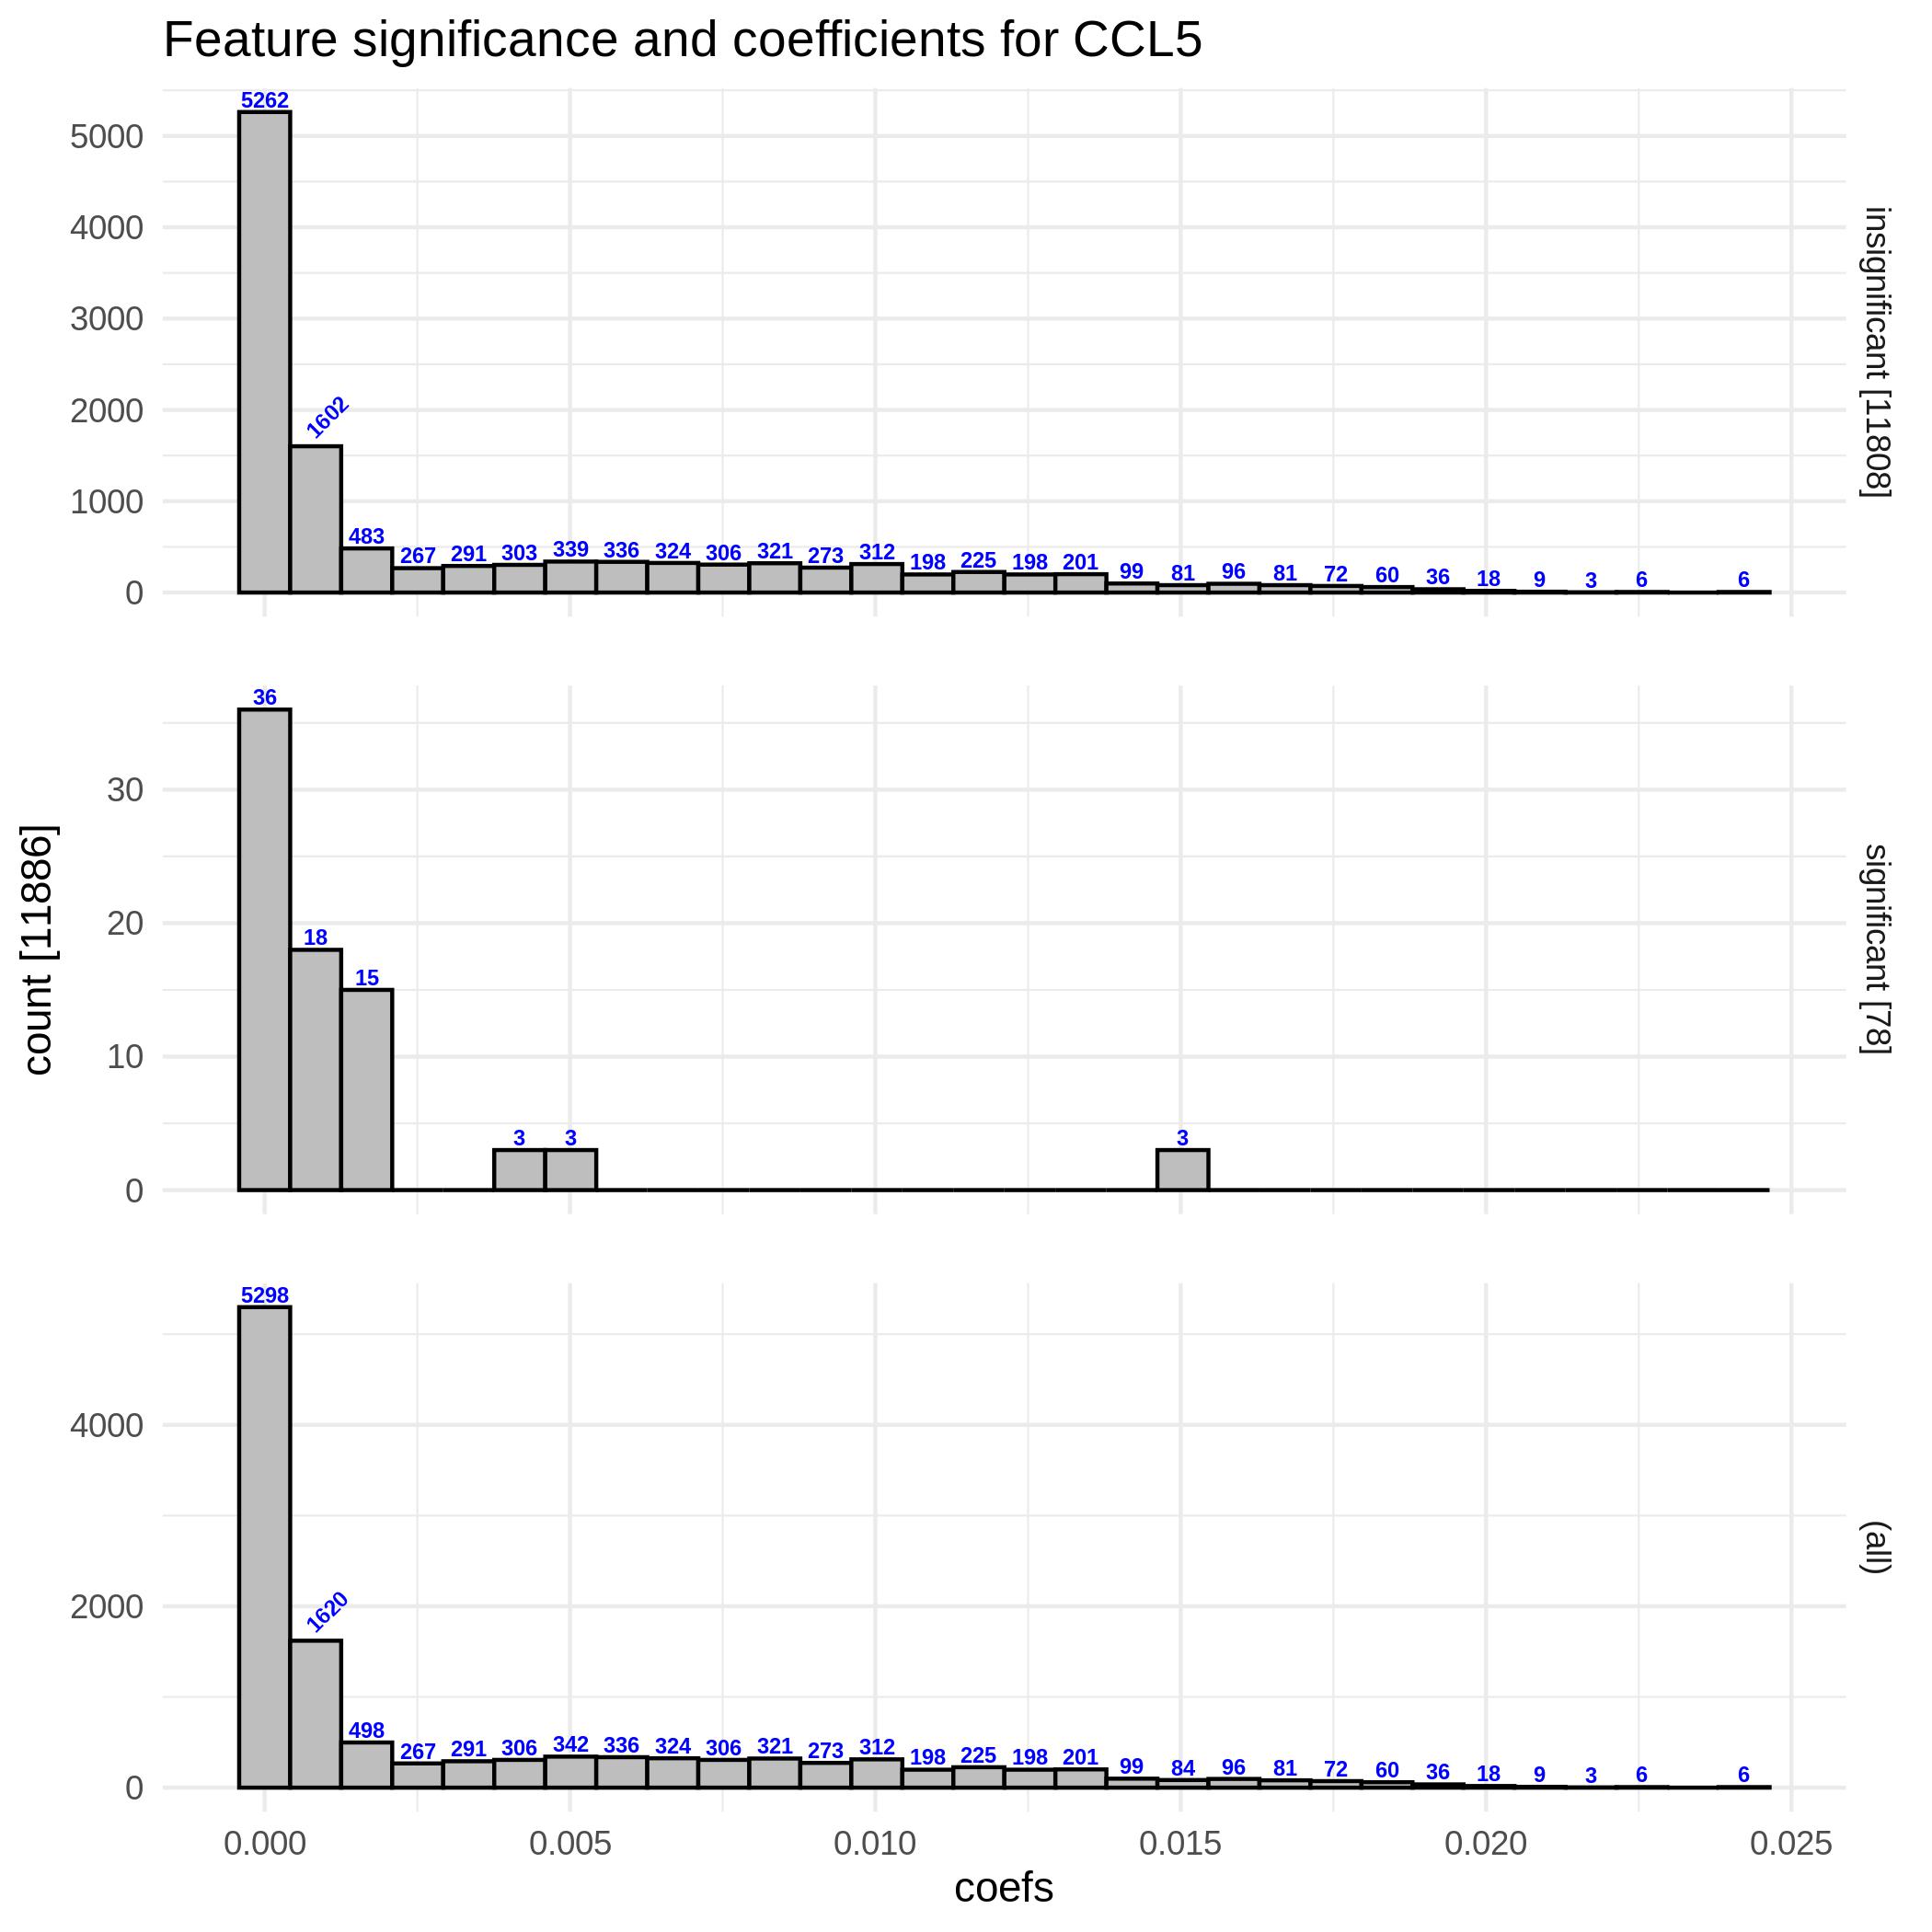 Feature significance and coefficients for CCL5
5262
5000
4000
3000
2000
1000
0
1602
483 267 291 303 339 336 324 306 321 273 312 198 225 198 201 99 81 96 81 72 60 36 18 9 3 6 6
insignificant [11808]
count [11886]
36
30
20
10
0
18
15
3 3 3
significant [78]
5298
4000
2000
0
1620
498 267 291 306 342 336 324 306 321 273 312 198 225 198 201 99 84 96 81 72 60 36 18 9 3 6 6
(all)
0.000 0.005 0.010 0.015 0.020 0.025
coefs